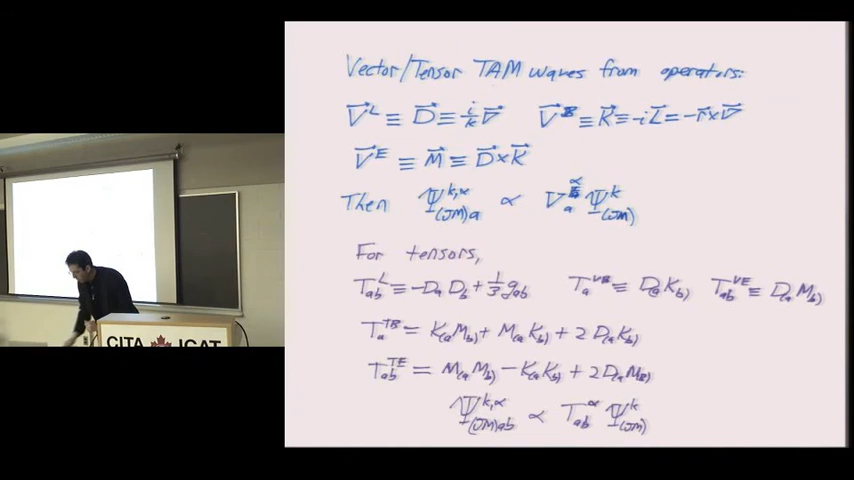 Vector/Tensor TAM waves from operators:
V⃗^L ≡ D⃗ ≡ i/k ∇⃗   V⃗^B ≡ K⃗ ≡ -iL⃗ = -r⃗×∇⃗
V⃗^E ≡ M⃗ ≡ D⃗×K⃗
Then Ψ^{k,α}_{(JM)a} ∝ V^α_a Ψ^k_{(JM)}
For tensors,
T^L_{ab} ≡ -D_a D_b + 1/3 g_{ab}   T^{VB}_a ≡ D_{(a} K_{b)}   T^{VE}_{ab} ≡ D_{(a} M_{b)}
T^{TB}_a = K_{(a} M_{b)} + M_{(a} K_{b)} + 2 D_{(a} K_{b)}
T^{TE}_{ab} = M_{(a} M_{b)} - K_{(a} K_{b)} + 2 D_{(a} M_{b)}
Ψ^{k,α}_{(JM)ab} ∝ T^α_{ab} Ψ^k_{(JM)}
CITA ICAT